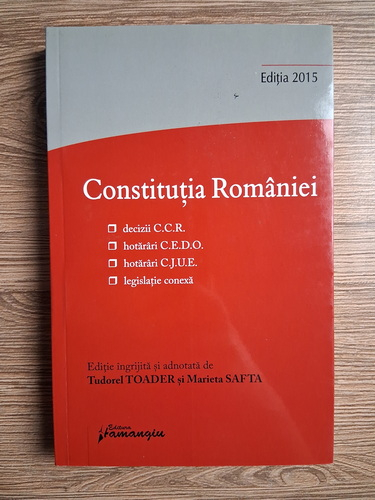 Ediția 2015
Constituția României
❒ decizii C.C.R.
❒ hotărâri C.E.D.O.
❒ hotărâri C.J.U.E.
❒ legislație conexă
Ediție îngrijită și adnotată de
Tudorel TOADER și Marieta SAFTA
Editura
Hamangiu